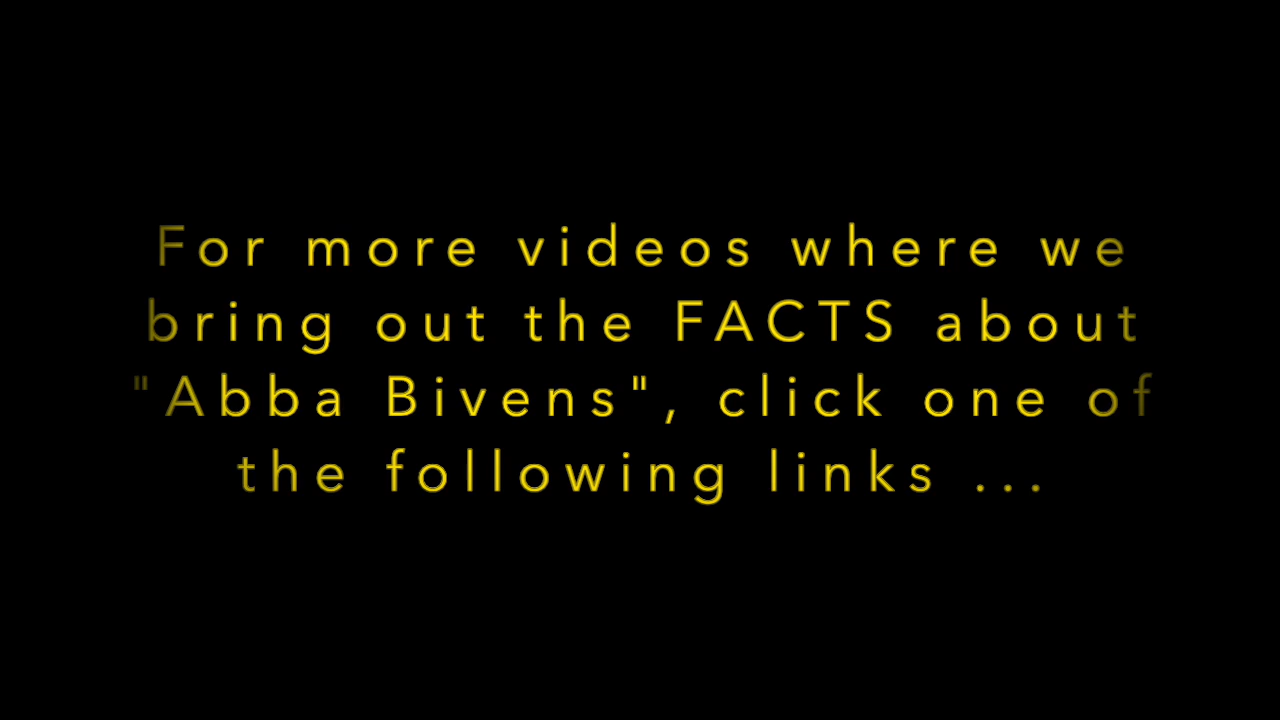 For more videos where we
bring out the FACTS about
"Abba Bivens", click one of
the following links ...